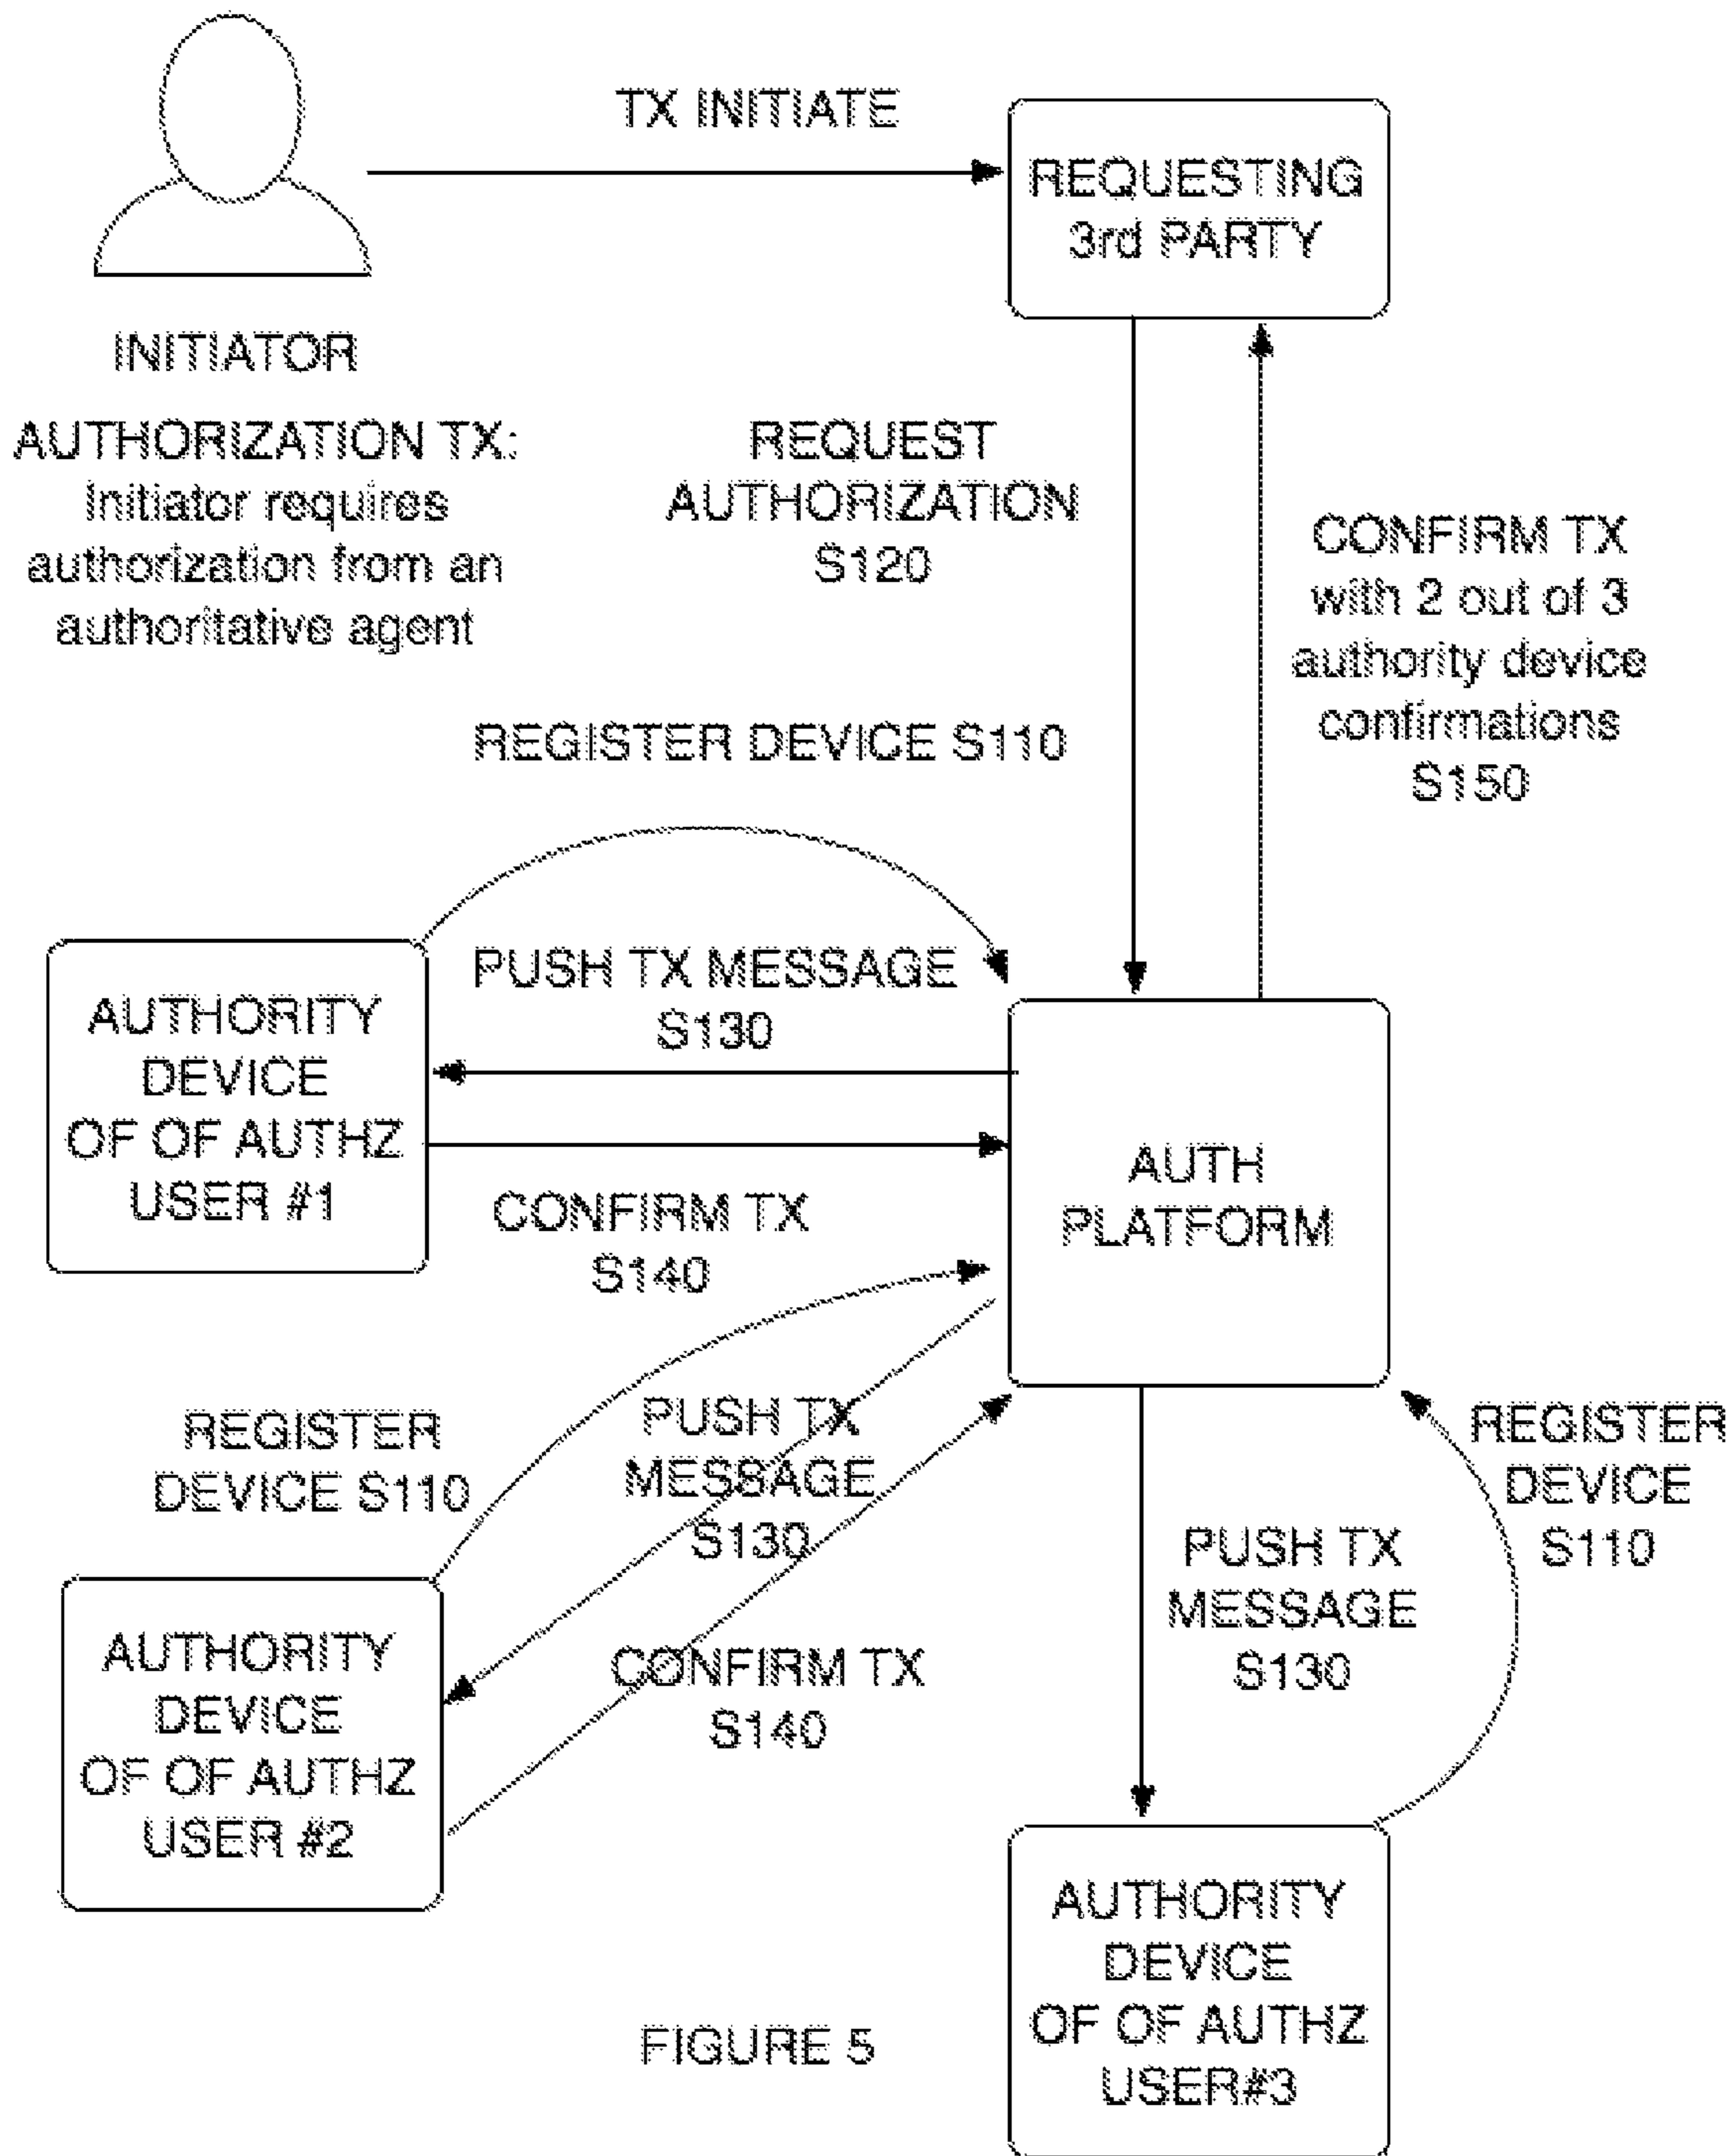 TX INITIATE
REQUESTING
3rd PARTY
INITIATOR
AUTHORIZATION TX:
Initiator requires
authorization from an
authoritative agent
REQUEST
AUTHORIZATION
S120
CONFIRM TX
with 2 out of 3
authority device
confirmations
S150
REGISTER DEVICE S110
PUSH TX MESSAGE
S130
AUTHORITY
DEVICE
OF OF AUTHZ
USER #1
CONFIRM TX
S140
AUTH
PLATFORM
REGISTER
DEVICE S110
PUSH TX
MESSAGE
S130
REGISTER
DEVICE
S110
PUSH TX
MESSAGE
S130
CONFIRM TX
S140
AUTHORITY
DEVICE
OF OF AUTHZ
USER #2
AUTHORITY
DEVICE
OF OF AUTHZ
USER#3
FIGURE 5